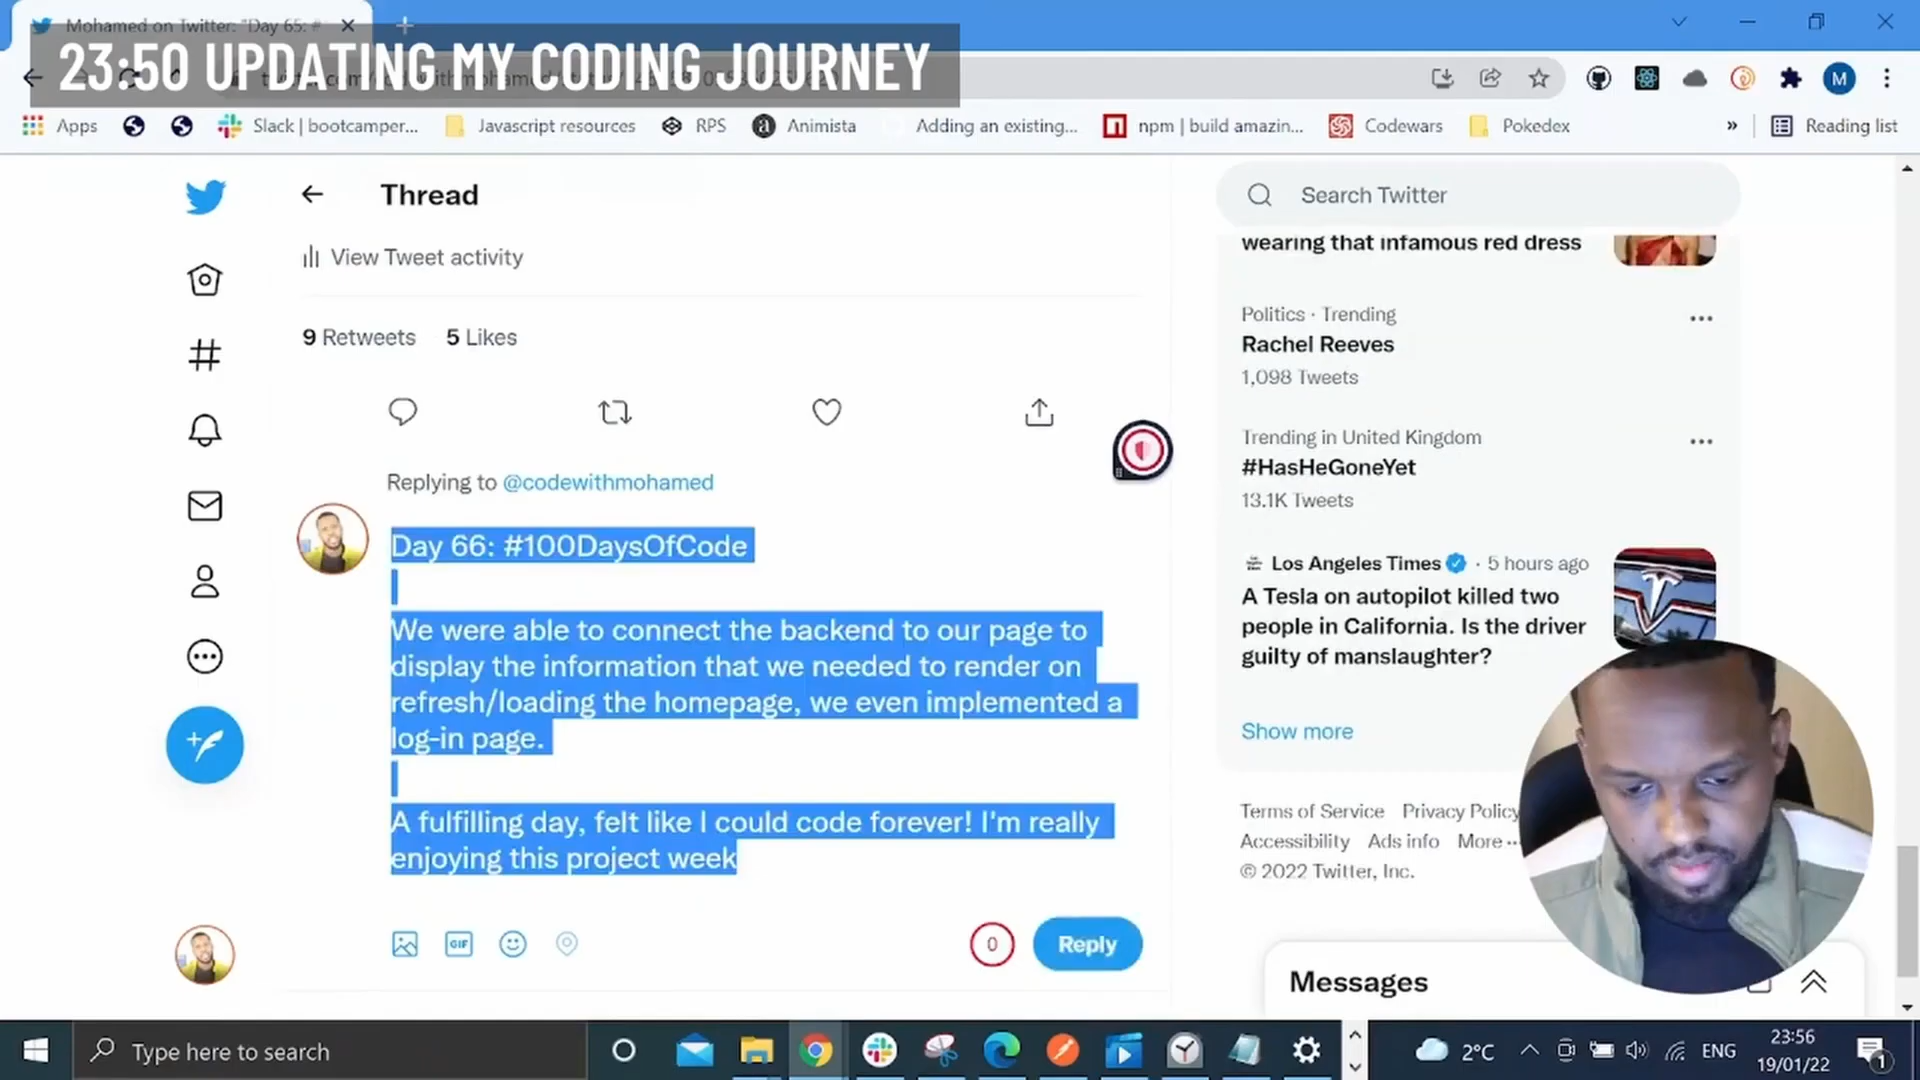 Mohamed on Twitter: "Day 65: #
23:50 UPDATING MY CODING JOURNEY
Apps
Slack | bootcamper...
Javascript resources
RPS
Animista
Adding an existing...
npm | build amazin...
Codewars
Pokedex
»
Reading list
M
Thread
View Tweet activity
9 Retweets 5 Likes
Replying to @codewithmohamed
Day 66: #100DaysOfCode
We were able to connect the backend to our page to
display the information that we needed to render on
refresh/loading the homepage, we even implemented a
log-in page.
A fulfilling day, felt like I could code forever! I'm really
enjoying this project week
GIF
0
Reply
Search Twitter
wearing that infamous red dress
Politics · Trending
Rachel Reeves
1,098 Tweets
Trending in United Kingdom
#HasHeGoneYet
13.1K Tweets
Los Angeles Times · 5 hours ago
A Tesla on autopilot killed two
people in California. Is the driver
guilty of manslaughter?
Show more
Terms of Service Privacy Policy
Accessibility Ads info More ··
© 2022 Twitter, Inc.
Messages
Type here to search
2°C
ENG
23:56
19/01/22
1